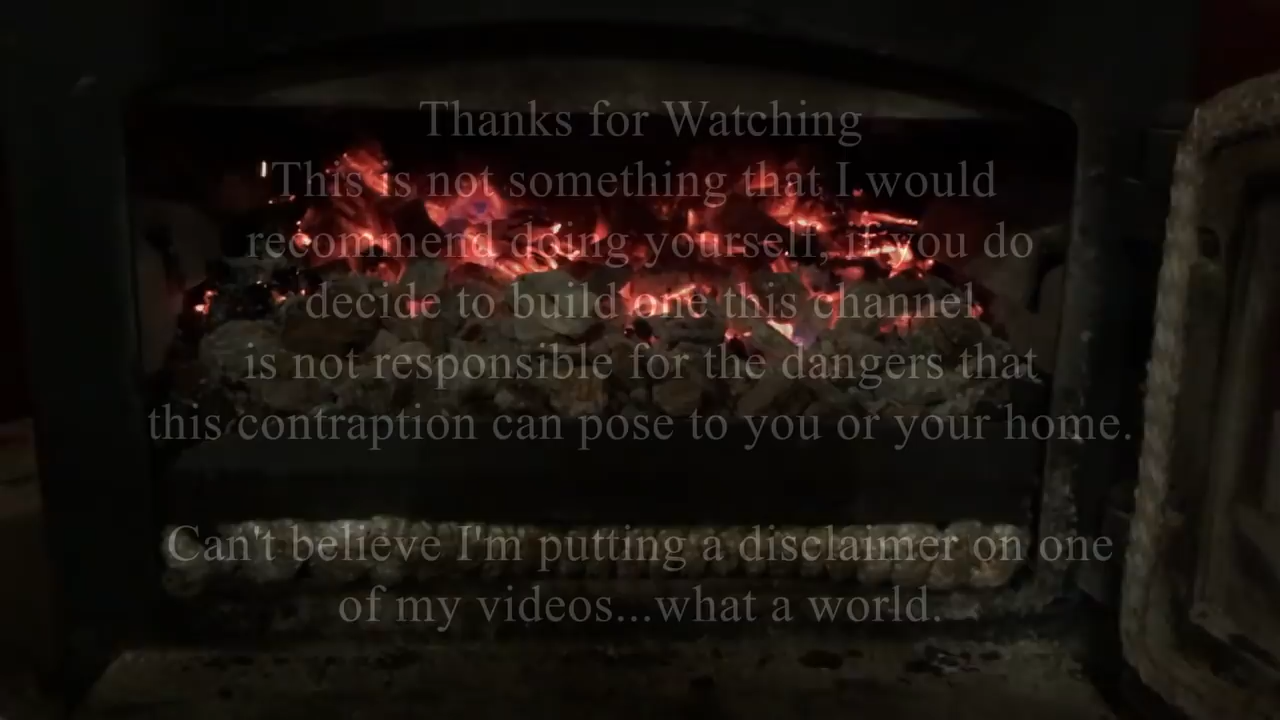 Thanks for Watching
This is not something that I would
recommend doing yourself, if you do
decide to build one this channel
is not responsible for the dangers that
this contraption can pose to you or your home.
Can't believe I'm putting a disclaimer on one
of my videos...what a world.